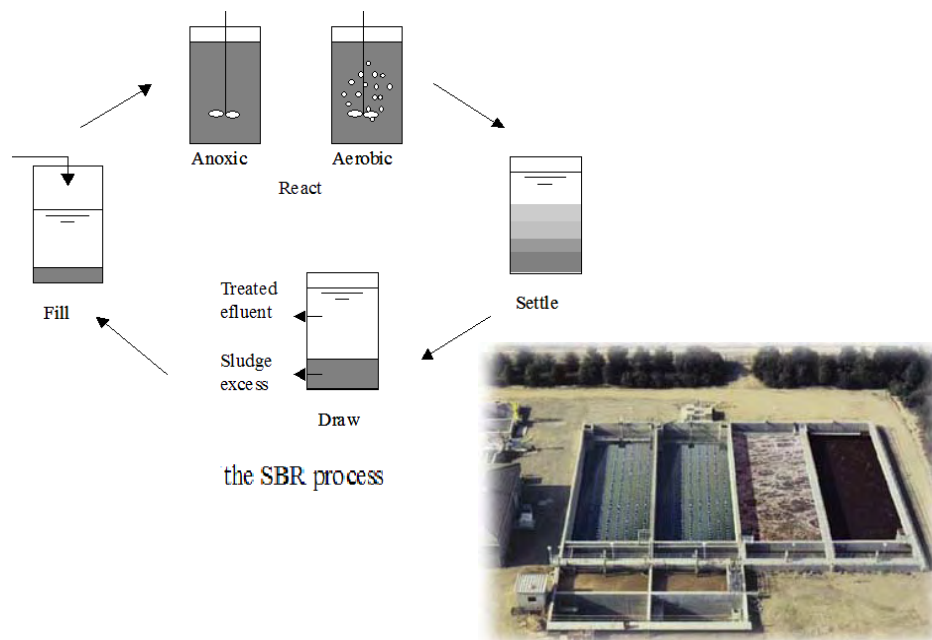 Anoxic
Aerobic
React
Fill
Settle
Treated
efluent
Sludge
excess
Draw
the SBR process